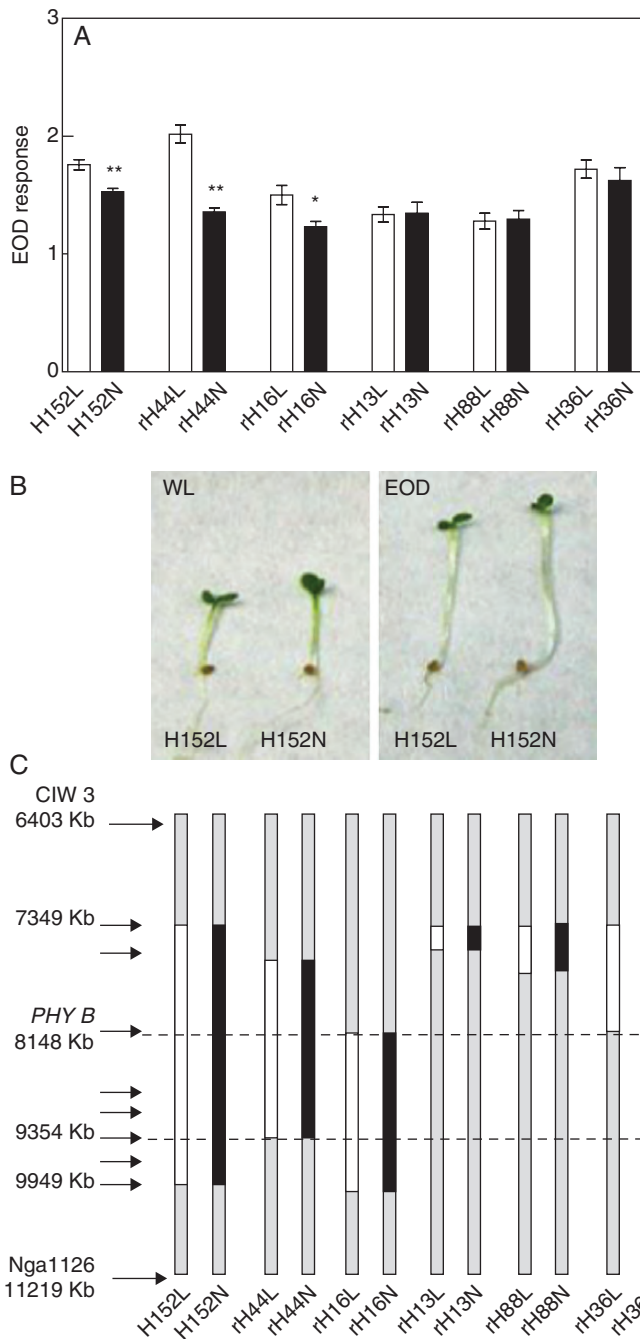 A
3
2
1
0
EOD response
**
**
*
H152L
H152N
rH44L
rH44N
rH16L
rH16N
rH13L
rH13N
rH88L
rH88N
rH36L
rH36N
B
WL
EOD
H152L
H152N
H152L
H152N
C
CIW 3
6403 Kb
7349 Kb
PHY B
8148 Kb
9354 Kb
9949 Kb
Nga1126
11219 Kb
H152L
H152N
rH44L
rH44N
rH16L
rH16N
rH13L
rH13N
rH88L
rH88N
rH36L
rH36